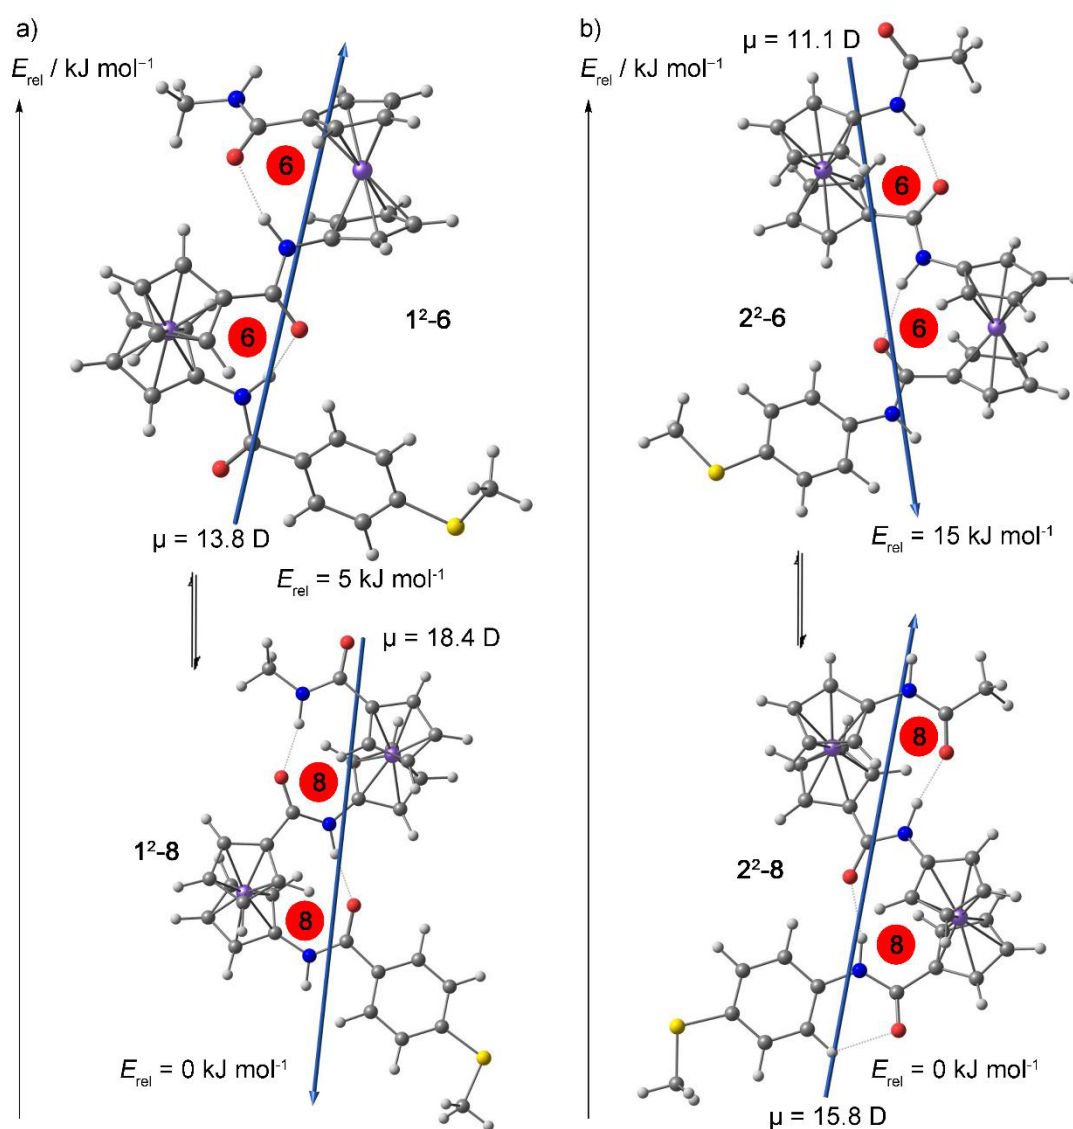 a)
E_rel / kJ mol⁻¹
6
6
1²-6
μ = 13.8 D
E_rel = 5 kJ mol⁻¹
μ = 18.4 D
8
1²-8
8
E_rel = 0 kJ mol⁻¹
b)
μ = 11.1 D
E_rel / kJ mol⁻¹
6
2²-6
6
E_rel = 15 kJ mol⁻¹
8
2²-8
8
E_rel = 0 kJ mol⁻¹
μ = 15.8 D